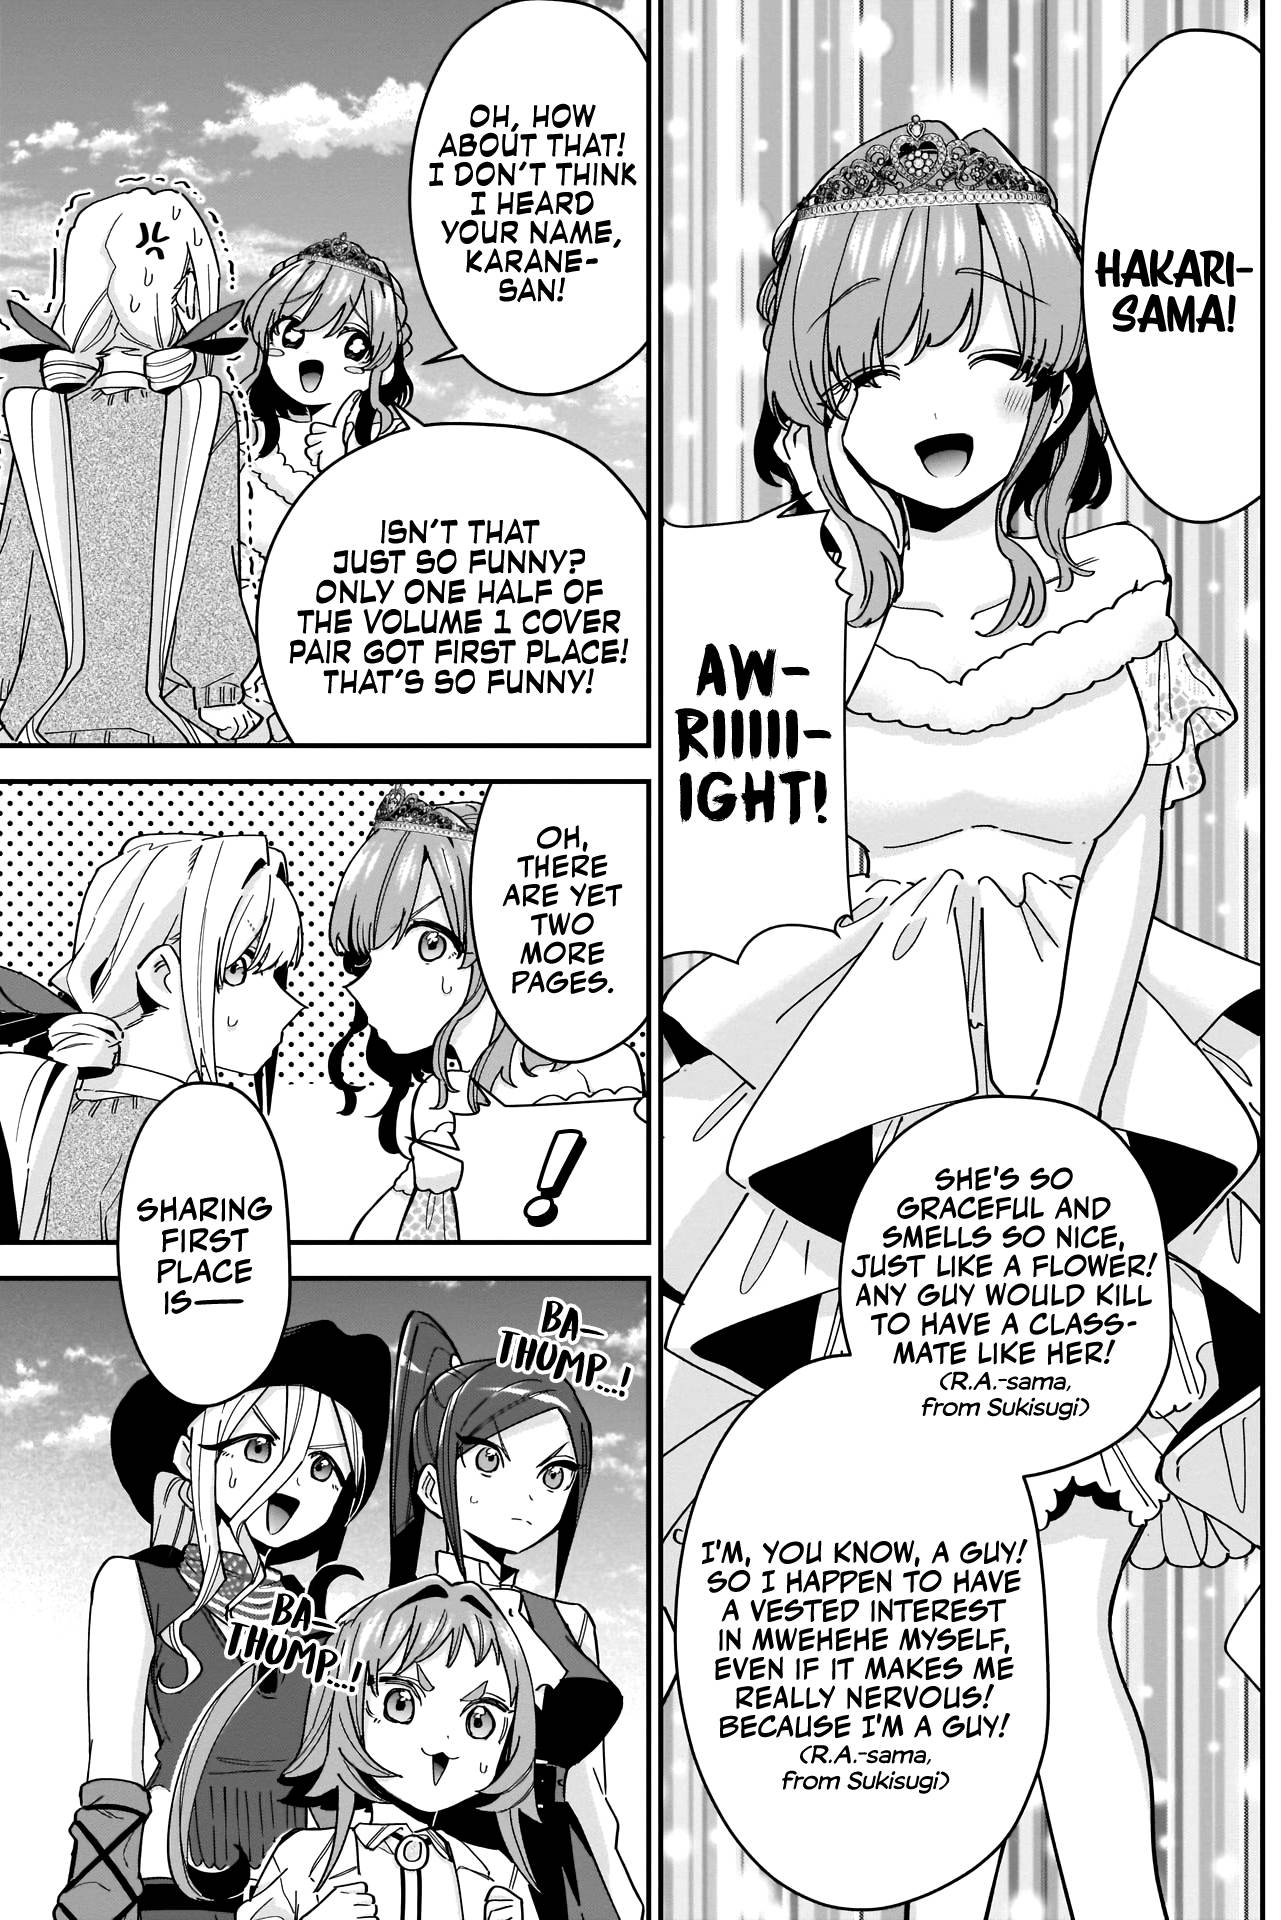 HAKARI-
SAMA!
AW-
RIIIII-
IGHT!
SHE'S SO
GRACEFUL AND
SMELLS SO NICE,
JUST LIKE A FLOWER!
ANY GUY WOULD KILL
TO HAVE A CLASS-
MATE LIKE HER!
(R.A.-sama,
from Sukisugi)
I'M, YOU KNOW, A GUY!
SO I HAPPEN TO HAVE
A VESTED INTEREST
IN MWEHEHE MYSELF,
EVEN IF IT MAKES ME
REALLY NERVOUS!
BECAUSE I'M A GUY!
(R.A.-sama,
from Sukisugi)
OH, HOW
ABOUT THAT!
I DON'T THINK
I HEARD
YOUR NAME,
KARANE-
SAN!
ISN'T THAT
JUST SO FUNNY?
ONLY ONE HALF OF
THE VOLUME 1 COVER
PAIR GOT FIRST PLACE!
THAT'S SO FUNNY!
OH,
THERE
ARE YET
TWO
MORE
PAGES.
!
SHARING
FIRST
PLACE
IS—
BA-
THUMP...!
BA-
THUMP...!